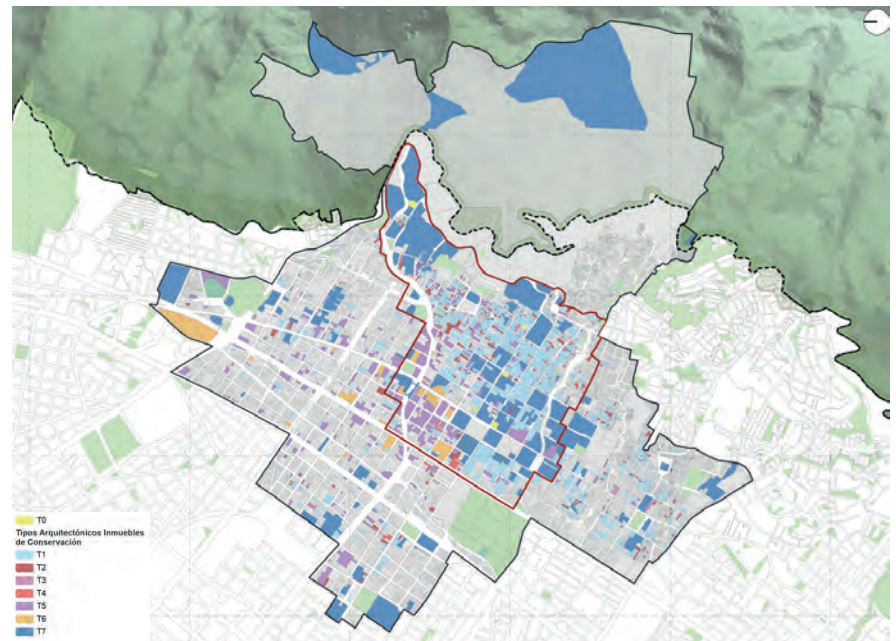 T0
Tipos Arquitectónicos Inmuebles
de Conservación
T1
T2
T3
T4
T5
T6
T7